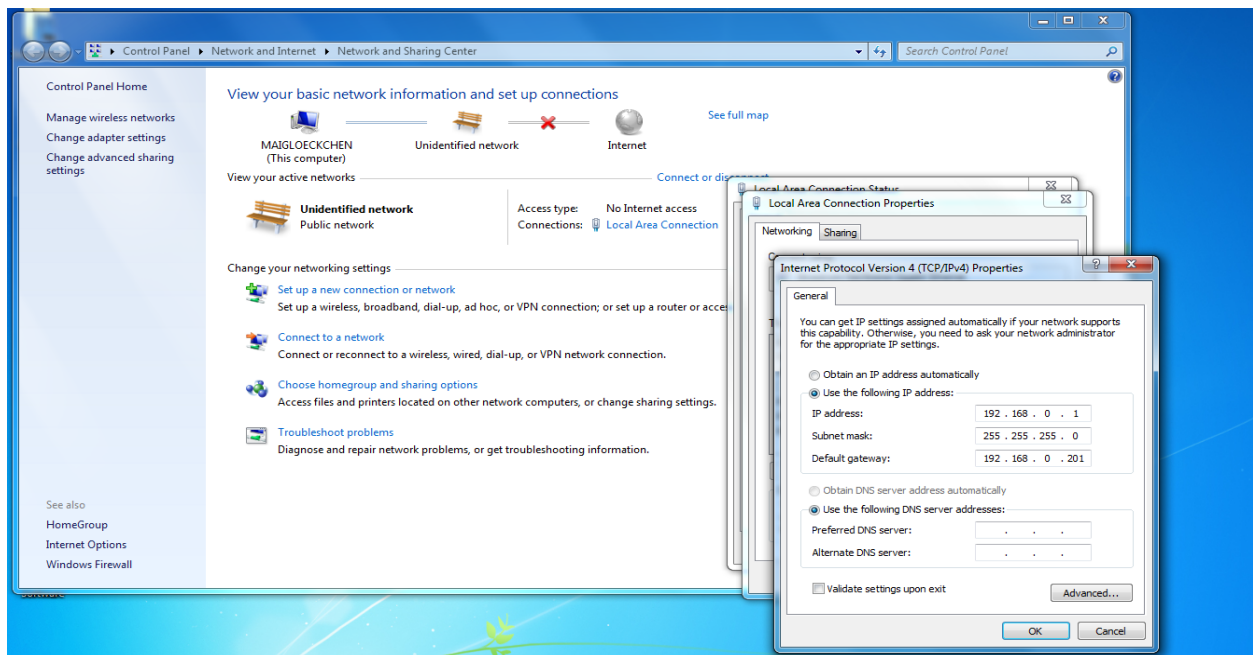 Control Panel Network and Internet Network and Sharing Center
Search Control Panel
Control Panel Home
Manage wireless networks
Change adapter settings
Change advanced sharing
settings
See also
HomeGroup
Internet Options
Windows Firewall
View your basic network information and set up connections
See full map
MAIGLOECKCHEN
(This computer)
Unidentified network
Internet
View your active networks
Connect or disconnect
Unidentified network
Public network
Access type: No Internet access
Connections: Local Area Connection
Change your networking settings
Set up a new connection or network
Set up a wireless, broadband, dial-up, ad hoc, or VPN connection; or set up a router or acce
Connect to a network
Connect or reconnect to a wireless, wired, dial-up, or VPN network connection.
Choose homegroup and sharing options
Access files and printers located on other network computers, or change sharing settings.
Troubleshoot problems
Diagnose and repair network problems, or get troubleshooting information.
Local Area Connection Status
Local Area Connection Properties
Networking
Sharing
Internet Protocol Version 4 (TCP/IPv4) Properties
General
You can get IP settings assigned automatically if your network supports
this capability. Otherwise, you need to ask your network administrator
for the appropriate IP settings.
Obtain an IP address automatically
Use the following IP address:
IP address: 192 . 168 . 0 . 1
Subnet mask: 255 . 255 . 255 . 0
Default gateway: 192 . 168 . 0 . 201
Obtain DNS server address automatically
Use the following DNS server addresses:
Preferred DNS server: . . .
Alternate DNS server: . . .
Validate settings upon exit
Advanced...
OK
Cancel